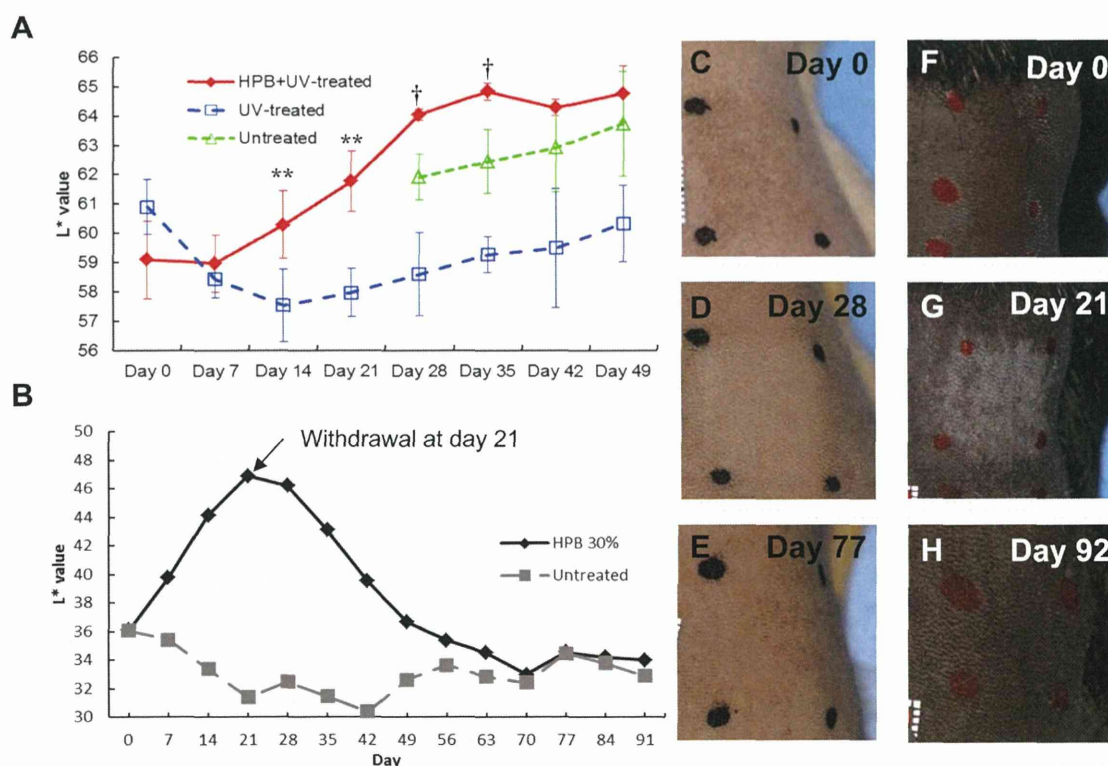 A
66
65
64
63
62
61
60
59
58
57
56
L* value
HPB+UV-treated
UV-treated
Untreated
**
**
†
†
Day 0 Day 7 Day 14 Day 21 Day 28 Day 35 Day 42 Day 49
B
50
48
46
44
42
40
38
36
34
32
30
L* value
Withdrawal at day 21
HPB 30%
Untreated
0 7 14 21 28 35 42 49 56 63 70 77 84 91
Day
C Day 0
D Day 28
E Day 77
F Day 0
G Day 21
H Day 92